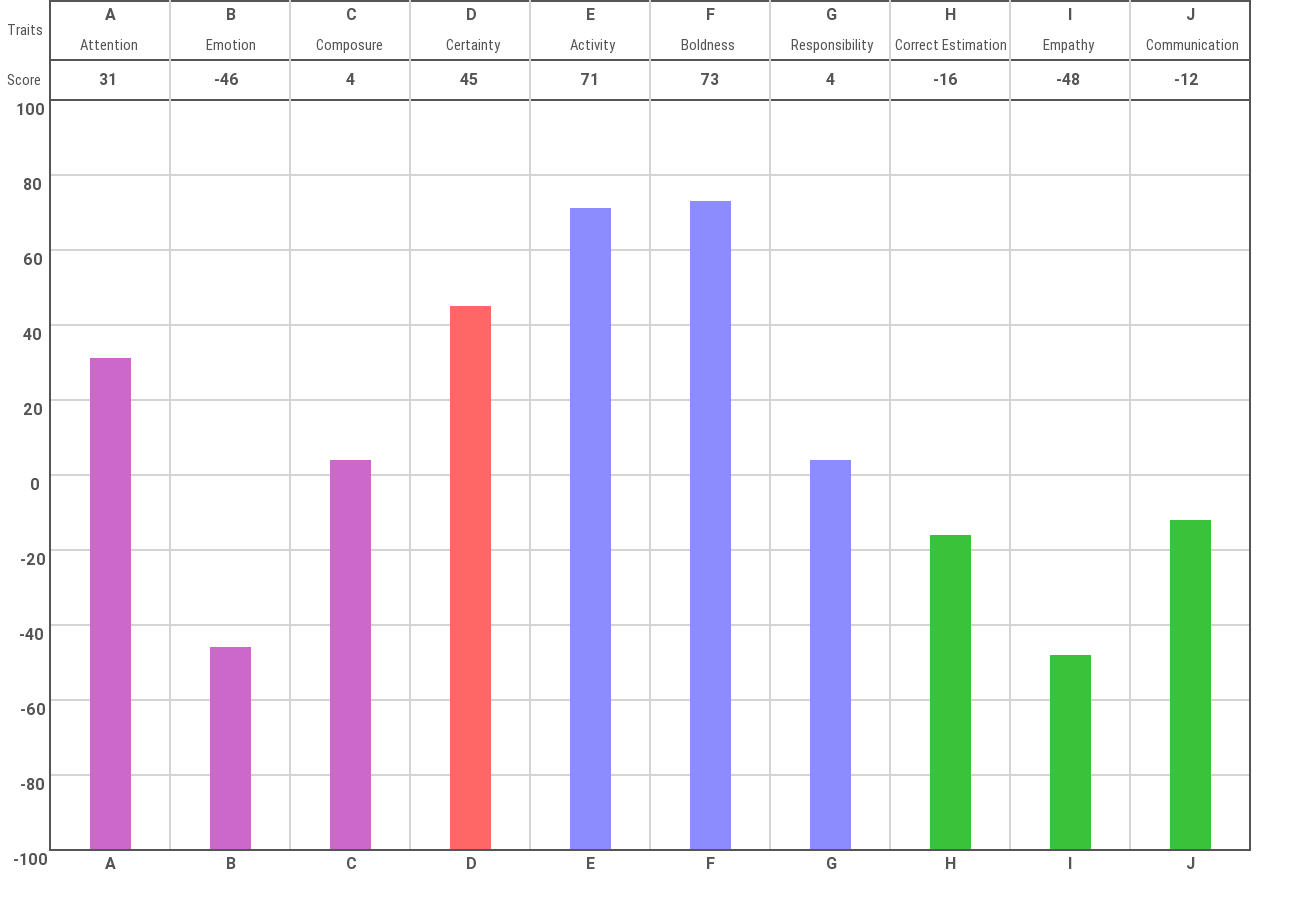 Traits
A B C D E F G H I J
Attention Emotion Composure Certainty Activity Boldness Responsibility Correct Estimation Empathy Communication
Score 31 -46 4 45 71 73 4 -16 -48 -12
100
80
60
40
20
0
-20
-40
-60
-80
-100
A B C D E F G H I J